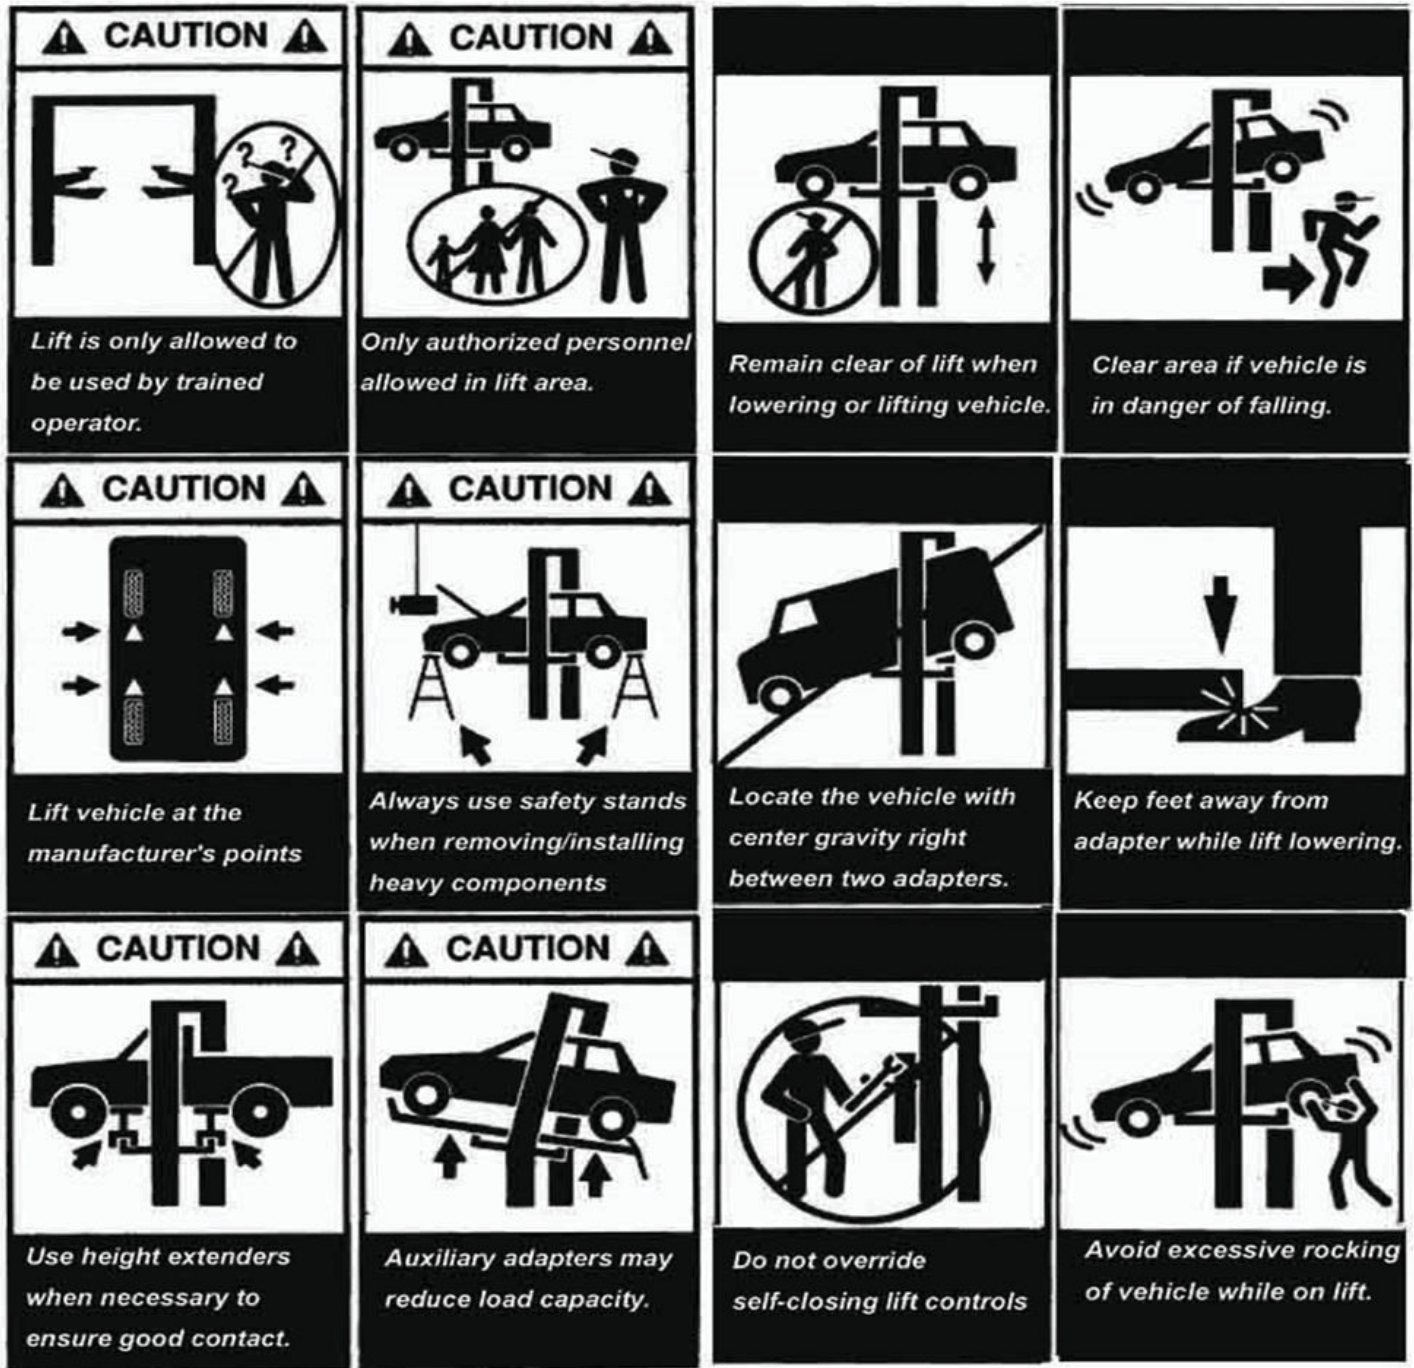 CAUTION
? ? ?
Lift is only allowed to
be used by trained
operator.
CAUTION
Only authorized personnel
allowed in lift area.
Remain clear of lift when
lowering or lifting vehicle.
Clear area if vehicle is
in danger of falling.
CAUTION
Lift vehicle at the
manufacturer's points
CAUTION
Always use safety stands
when removing/installing
heavy components
Locate the vehicle with
center gravity right
between two adapters.
Keep feet away from
adapter while lift lowering.
CAUTION
Use height extenders
when necessary to
ensure good contact.
CAUTION
Auxiliary adapters may
reduce load capacity.
Do not override
self-closing lift controls
Avoid excessive rocking
of vehicle while on lift.